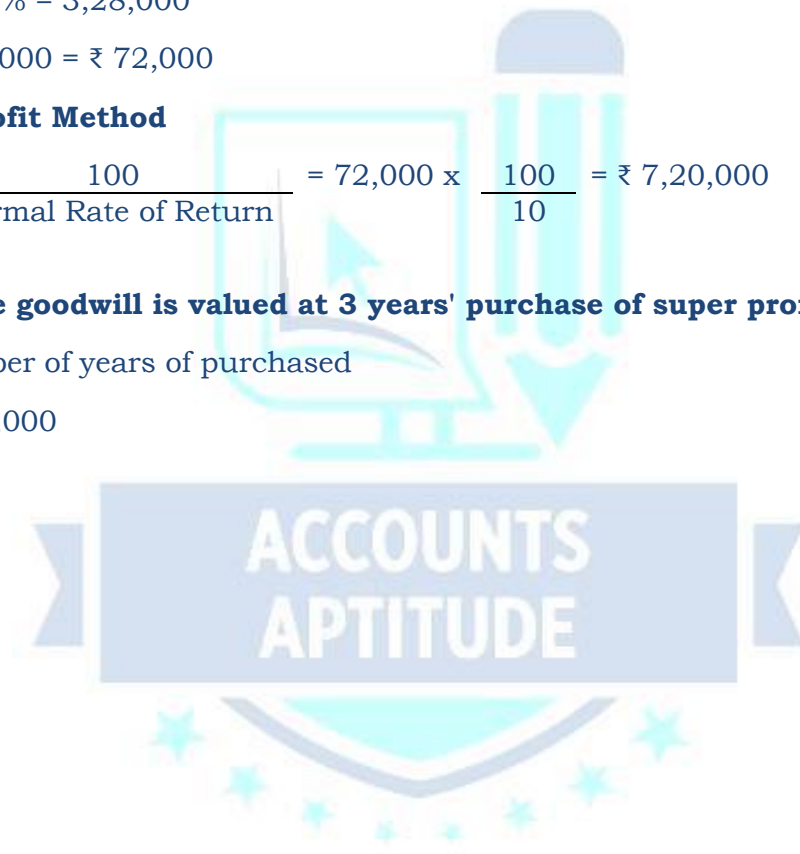 % = 3,28,000
000 = ₹ 72,000
ofit Method
100 = 72,000 x 100 = ₹ 7,20,000
rmal Rate of Return 10
e goodwill is valued at 3 years' purchase of super pro
ber of years of purchased
000
ACCOUNTS
APTITUDE